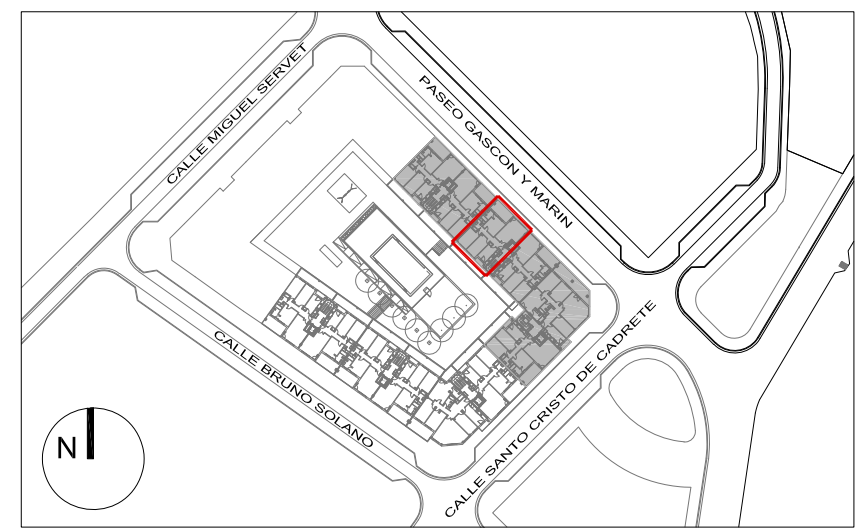 CALLE MIGUEL SERVET
PASEO GASCON Y MARIN
CALLE BRUNO SOLANO
CALLE SANTO CRISTO DE CADRETE
N